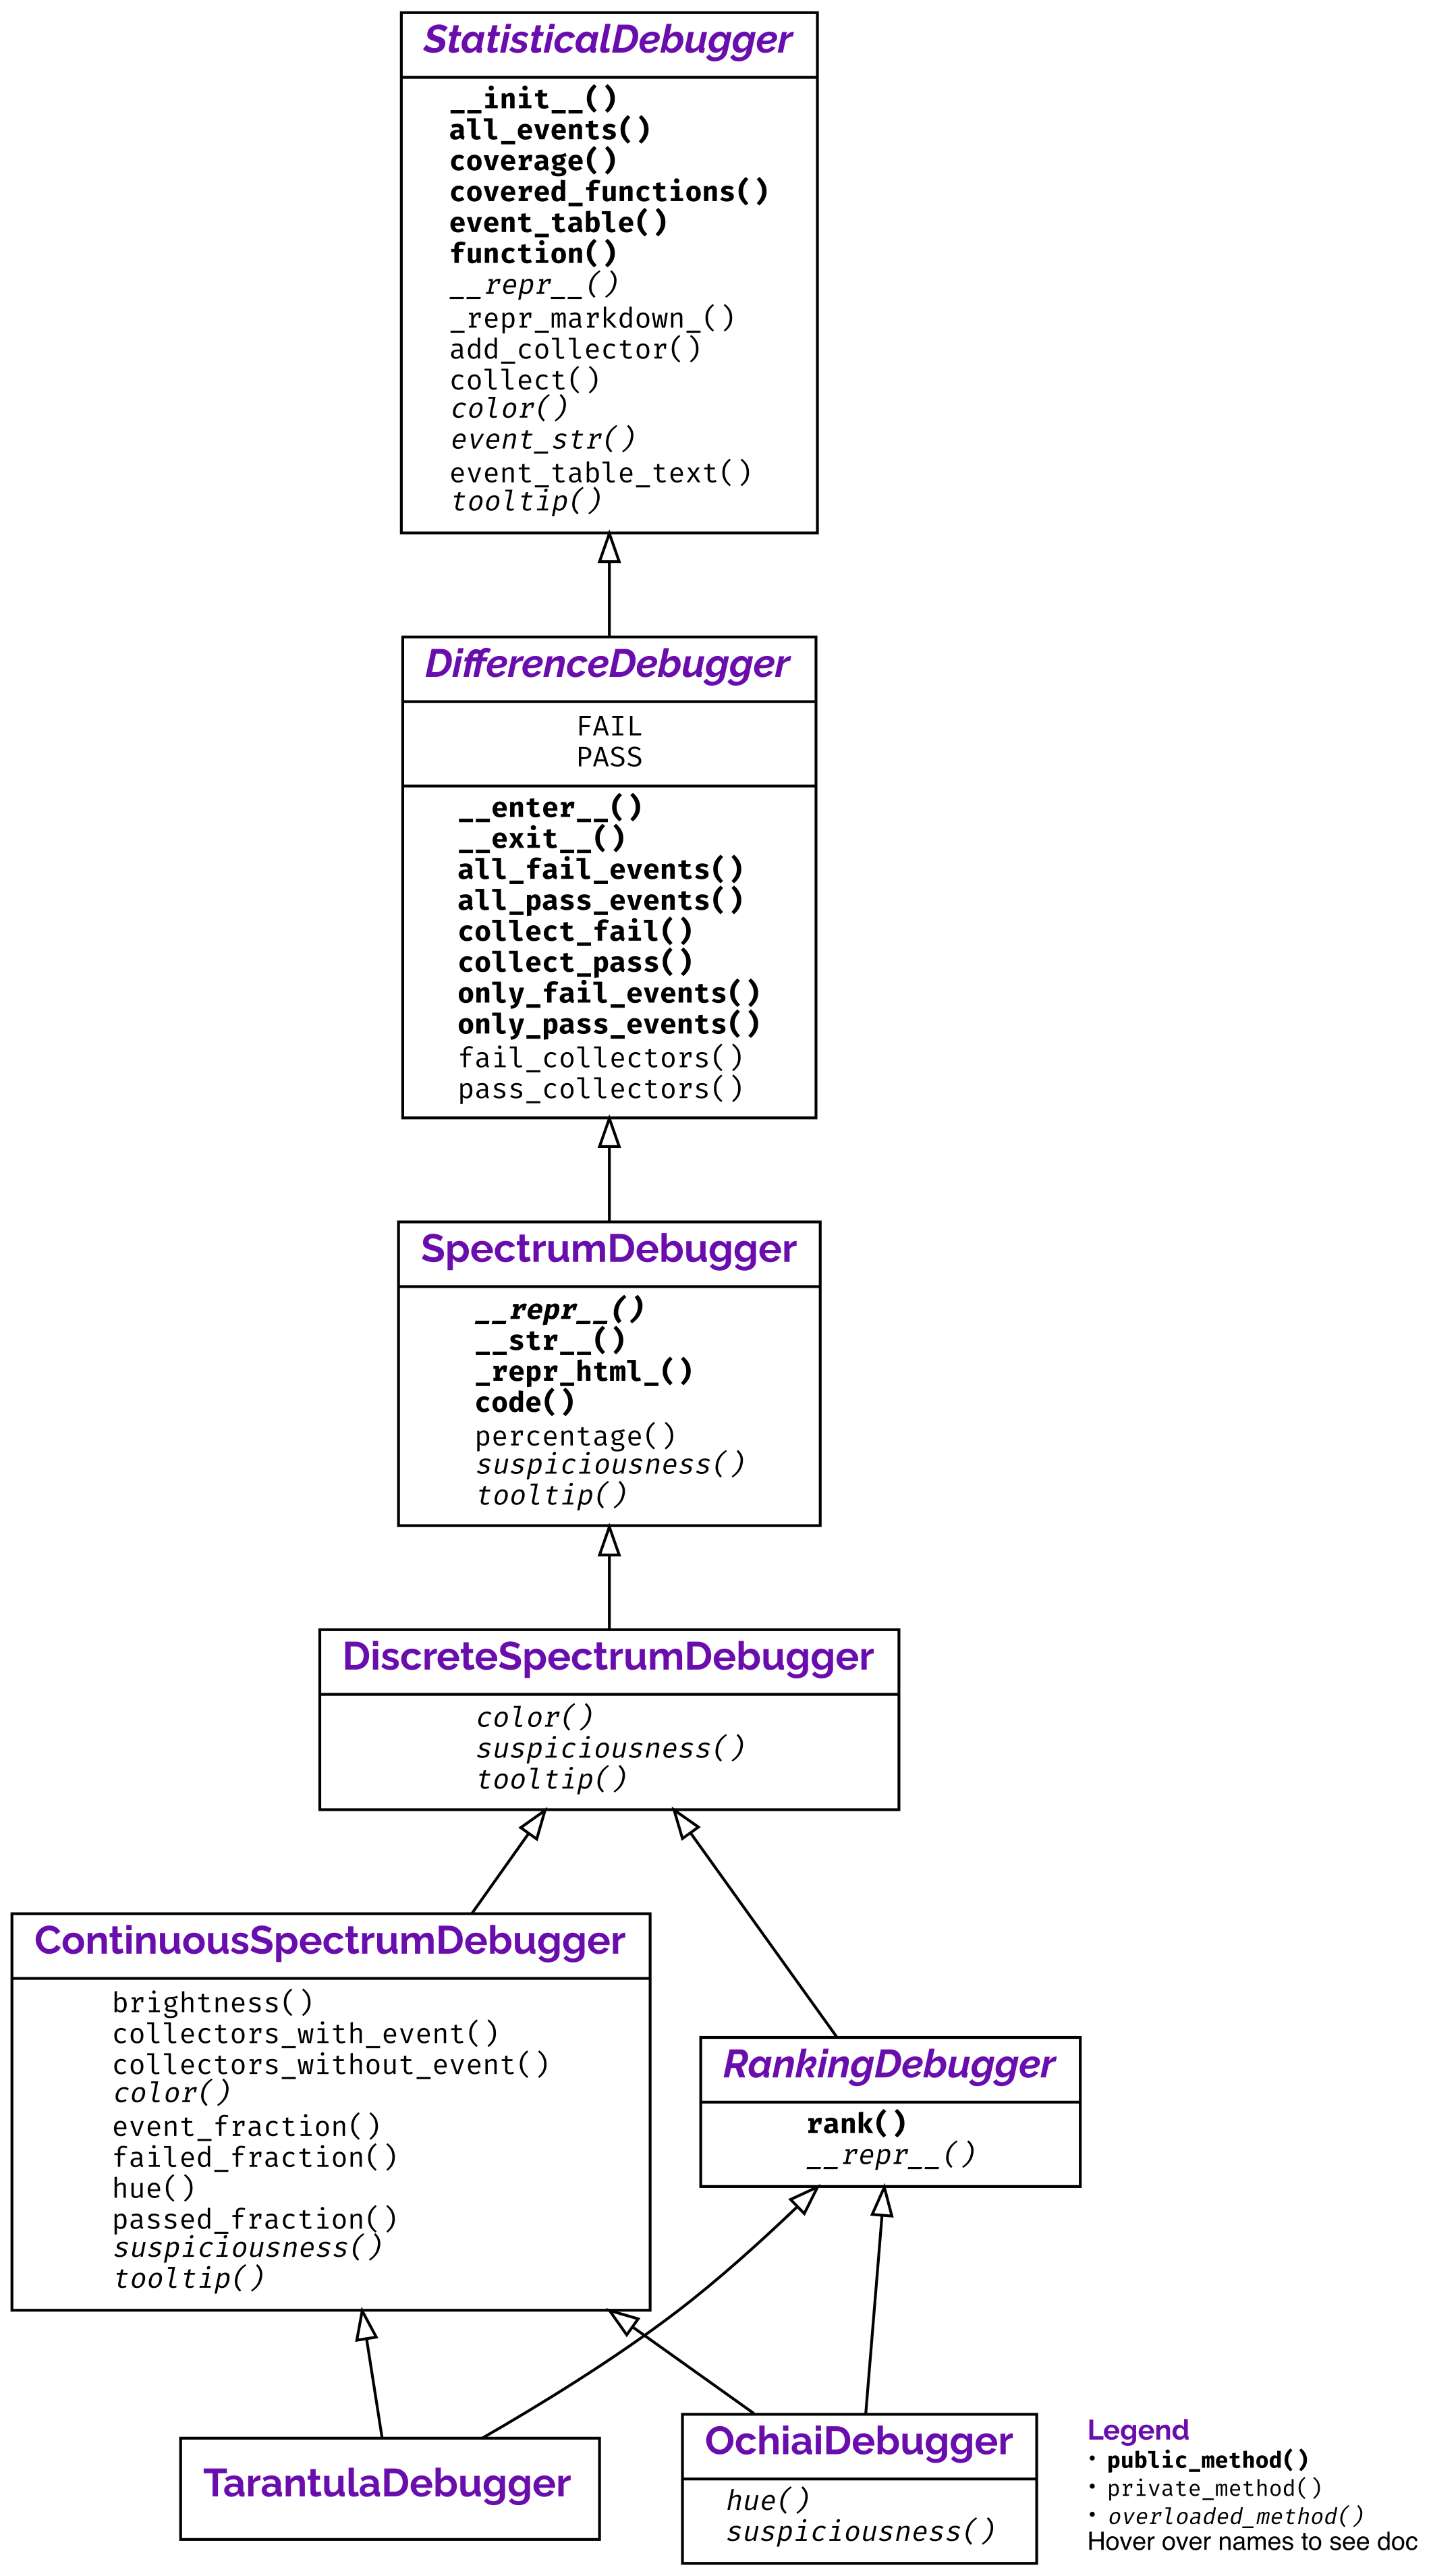 StatisticalDebugger
__init__()
all_events()
coverage()
covered_functions()
event_table()
function()
__repr__()
_repr_markdown_()
add_collector()
collect()
color()
event_str()
event_table_text()
tooltip()
DifferenceDebugger
FAIL
PASS
__enter__()
__exit__()
all_fail_events()
all_pass_events()
collect_fail()
collect_pass()
only_fail_events()
only_pass_events()
fail_collectors()
pass_collectors()
SpectrumDebugger
__repr__()
__str__()
_repr_html_()
code()
percentage()
suspiciousness()
tooltip()
DiscreteSpectrumDebugger
color()
suspiciousness()
tooltip()
ContinuousSpectrumDebugger
brightness()
collectors_with_event()
collectors_without_event()
color()
event_fraction()
failed_fraction()
hue()
passed_fraction()
suspiciousness()
tooltip()
RankingDebugger
rank()
__repr__()
TarantulaDebugger
OchiaiDebugger
hue()
suspiciousness()
Legend
• public_method()
• private_method()
• overloaded_method()
Hover over names to see doc